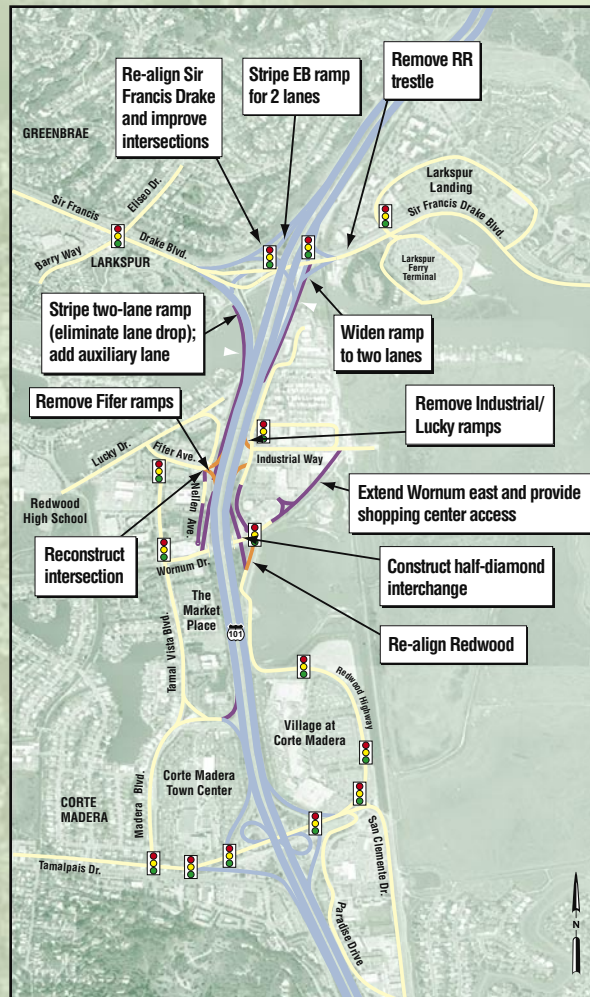 Re-align Sir
Francis Drake
and improve
intersections
Stripe EB ramp
for 2 lanes
Remove RR
trestle
GREENBRAE
Larkspur
Landing
Sir Francis
Drake Blvd.
Eliseo Dr.
Sir Francis Drake Blvd.
Barry Way
LARKSPUR
Larkspur
Ferry
Terminal
Stripe two-lane ramp
(eliminate lane drop);
add auxiliary lane
Widen ramp
to two lanes
Remove Fifer ramps
Remove Industrial/
Lucky ramps
Lucky Dr.
Fifer Ave.
Industrial Way
Nellen Ave.
Redwood
High School
Extend Wornum east and provide
shopping center access
Reconstruct
intersection
Wornum Dr.
Construct half-diamond
interchange
The
Market
Place
101
Re-align Redwood
Tamal Vista Blvd.
Redwood Highway
Village at
Corte Madera
Madera Blvd.
Corte Madera
Town Center
CORTE
MADERA
San Clemente Dr.
Tamalpais Dr.
Paradise Drive
N